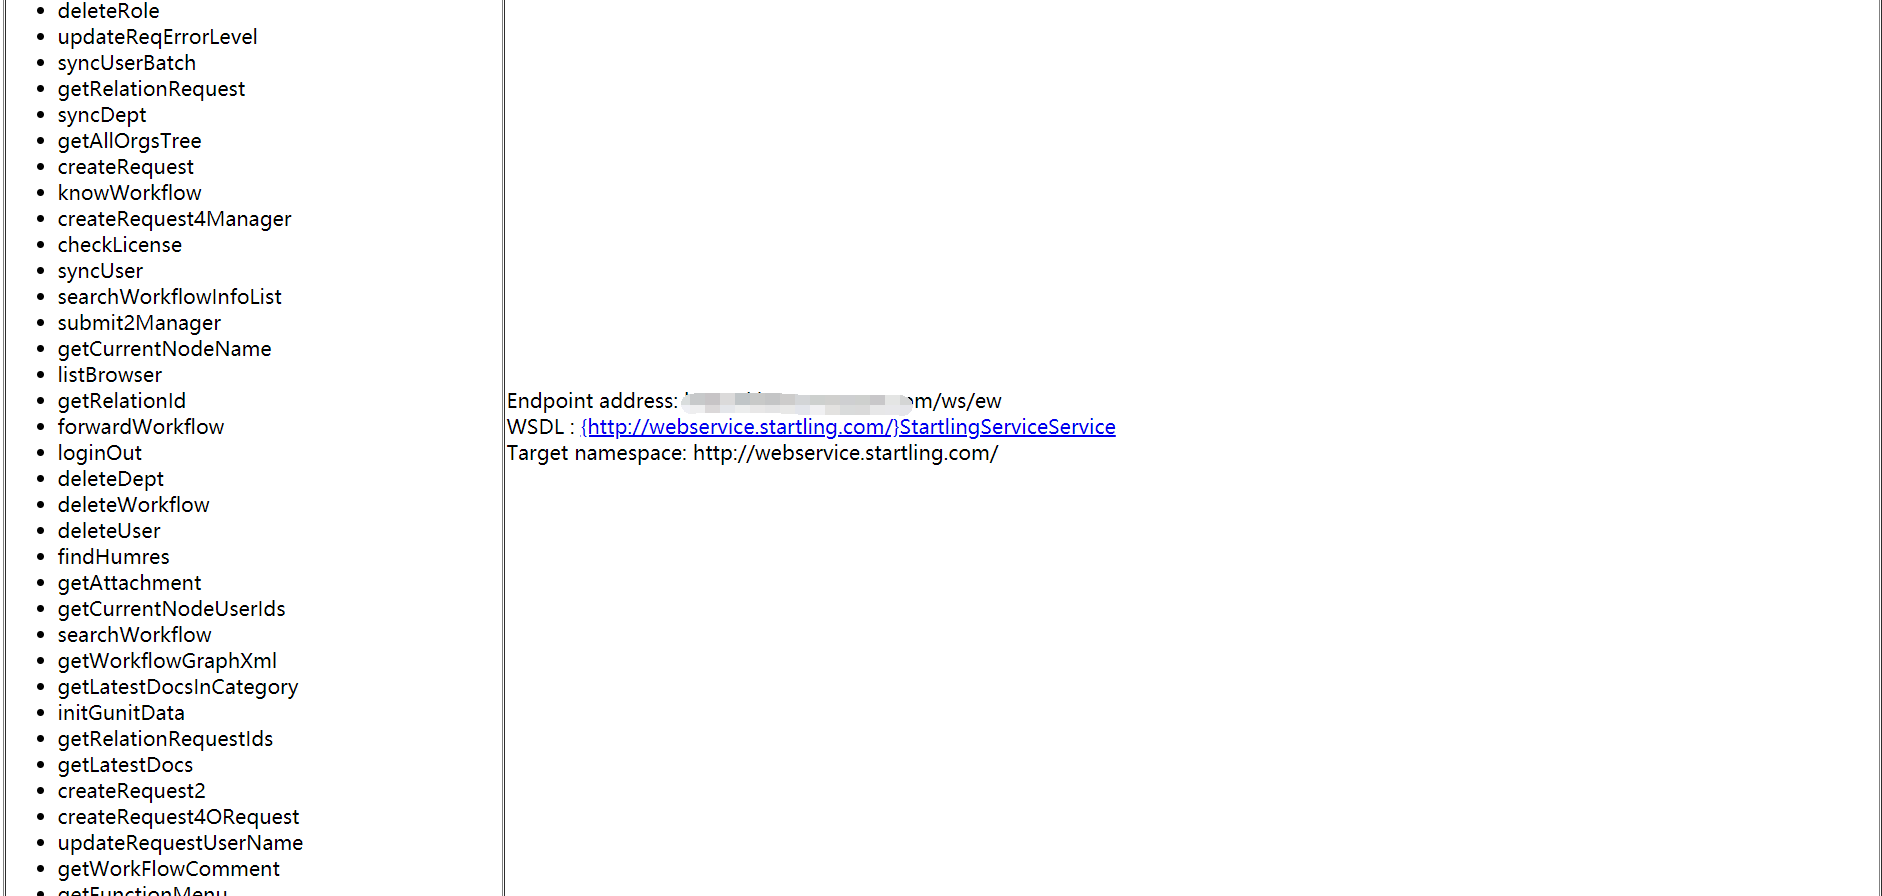 deleteRole
updateReqErrorLevel
syncUserBatch
getRelationRequest
syncDept
getAllOrgsTree
createRequest
knowWorkflow
createRequest4Manager
checkLicense
syncUser
searchWorkflowInfoList
submit2Manager
getCurrentNodeName
listBrowser
getRelationId
forwardWorkflow
loginOut
deleteDept
deleteWorkflow
deleteUser
findHumres
getAttachment
getCurrentNodeUserIds
searchWorkflow
getWorkflowGraphXml
getLatestDocsInCategory
initGunitData
getRelationRequestIds
getLatestDocs
createRequest2
createRequest4ORequest
updateRequestUserName
getWorkFlowComment
getFunctionMenu
Endpoint address: om/ws/ew
WSDL : {http://webservice.startling.com/}StartlingServiceService
Target namespace: http://webservice.startling.com/